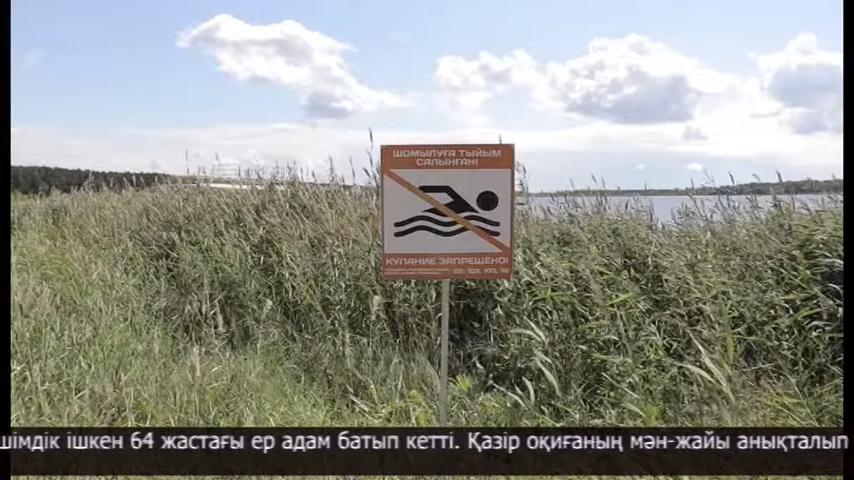 ШОМЫЛУҒА ТЫЙЫМ
САЛЫНҒАН!
КУПАНИЕ ЗАПРЕЩЕНО!
101, 102, 103, 112
шімдік ішкен 64 жастағы ер адам батып кетті. Қазір оқиғаның мән-жайы анықталып